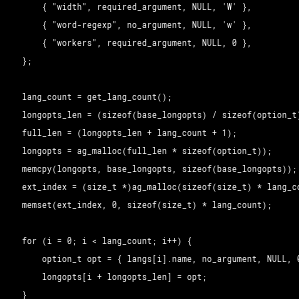 { "width", required_argument, NULL, 'W' },
{ "word-regexp", no_argument, NULL, 'w' },
{ "workers", required_argument, NULL, 0 },
};
lang_count = get_lang_count();
longopts_len = (sizeof(base_longopts) / sizeof(option_t)
full_len = (longopts_len + lang_count + 1);
longopts = ag_malloc(full_len * sizeof(option_t));
memcpy(longopts, base_longopts, sizeof(base_longopts));
ext_index = (size_t *)ag_malloc(sizeof(size_t) * lang_co
memset(ext_index, 0, sizeof(size_t) * lang_count);
for (i = 0; i < lang_count; i++) {
option_t opt = { langs[i].name, no_argument, NULL, 0
longopts[i + longopts_len] = opt;
}